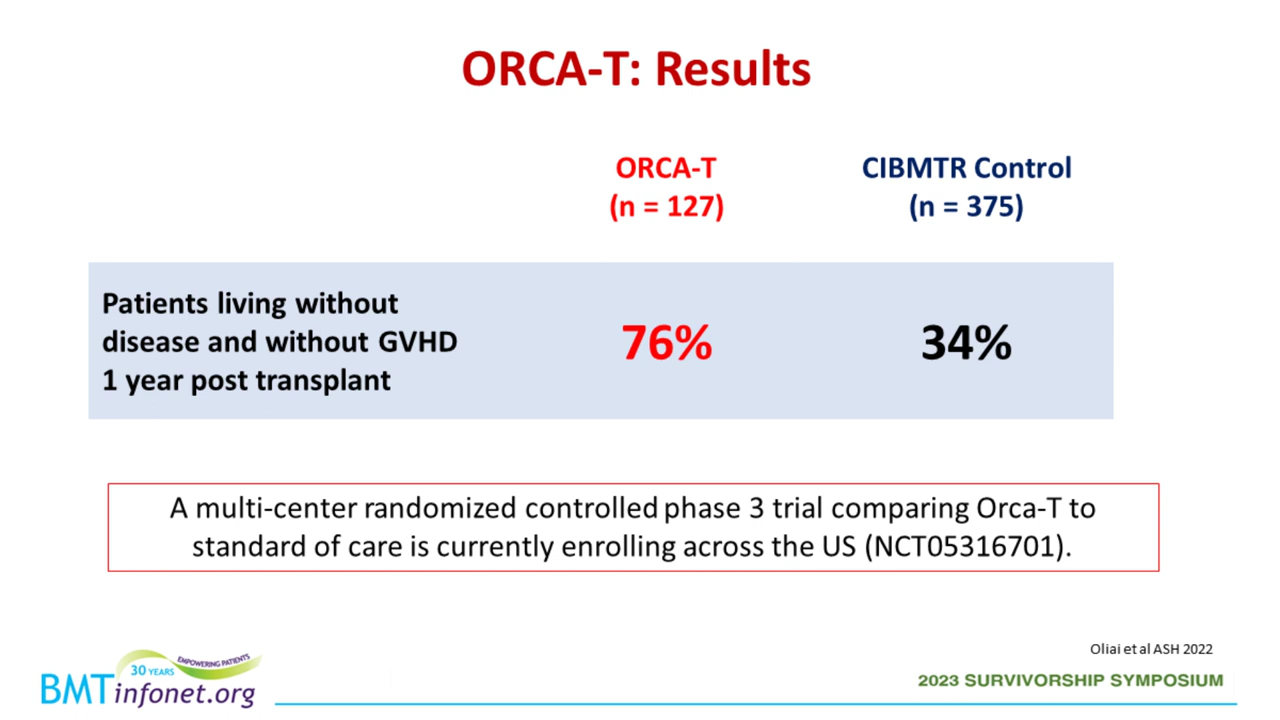 ORCA-T: Results
ORCA-T
(n = 127)
CIBMTR Control
(n = 375)
Patients living without
disease and without GVHD
1 year post transplant
76%
34%
A multi-center randomized controlled phase 3 trial comparing Orca-T to
standard of care is currently enrolling across the US (NCT05316701).
Oliai et al ASH 2022
30 YEARS
EMPOWERING PATIENTS
BMTinfonet.org
2023 SURVIVORSHIP SYMPOSIUM